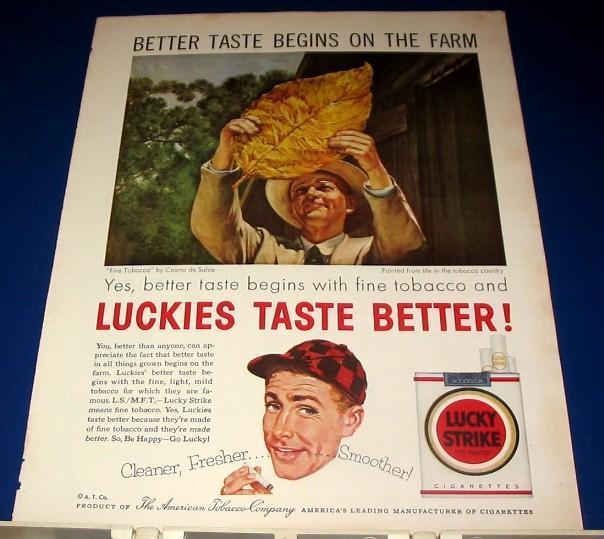 BETTER TASTE BEGINS ON THE FARM
"Fine Tobacco" by Cosmo de Salvo
Painted from life in the tobacco country
Yes, better taste begins with fine tobacco and
LUCKIES TASTE BETTER!
You, better than anyone, can ap-
preciate the fact that better taste
in all things grown begins on the
farm. Luckies' better taste be-
gins with the fine, light, mild
tobacco for which they are fa-
mous. L.S./M.F.T.,—Lucky Strike
means fine tobacco. Yes, Luckies
taste better because they're made
of fine tobacco and they're made
better. So, Be Happy—Go Lucky!
Cleaner, Fresher.... ....Smoother!
LUCKY
STRIKE
CIGARETTES
© A. T. Co.
PRODUCT OF The American Tobacco Company AMERICA'S LEADING MANUFACTURER OF CIGARETTES